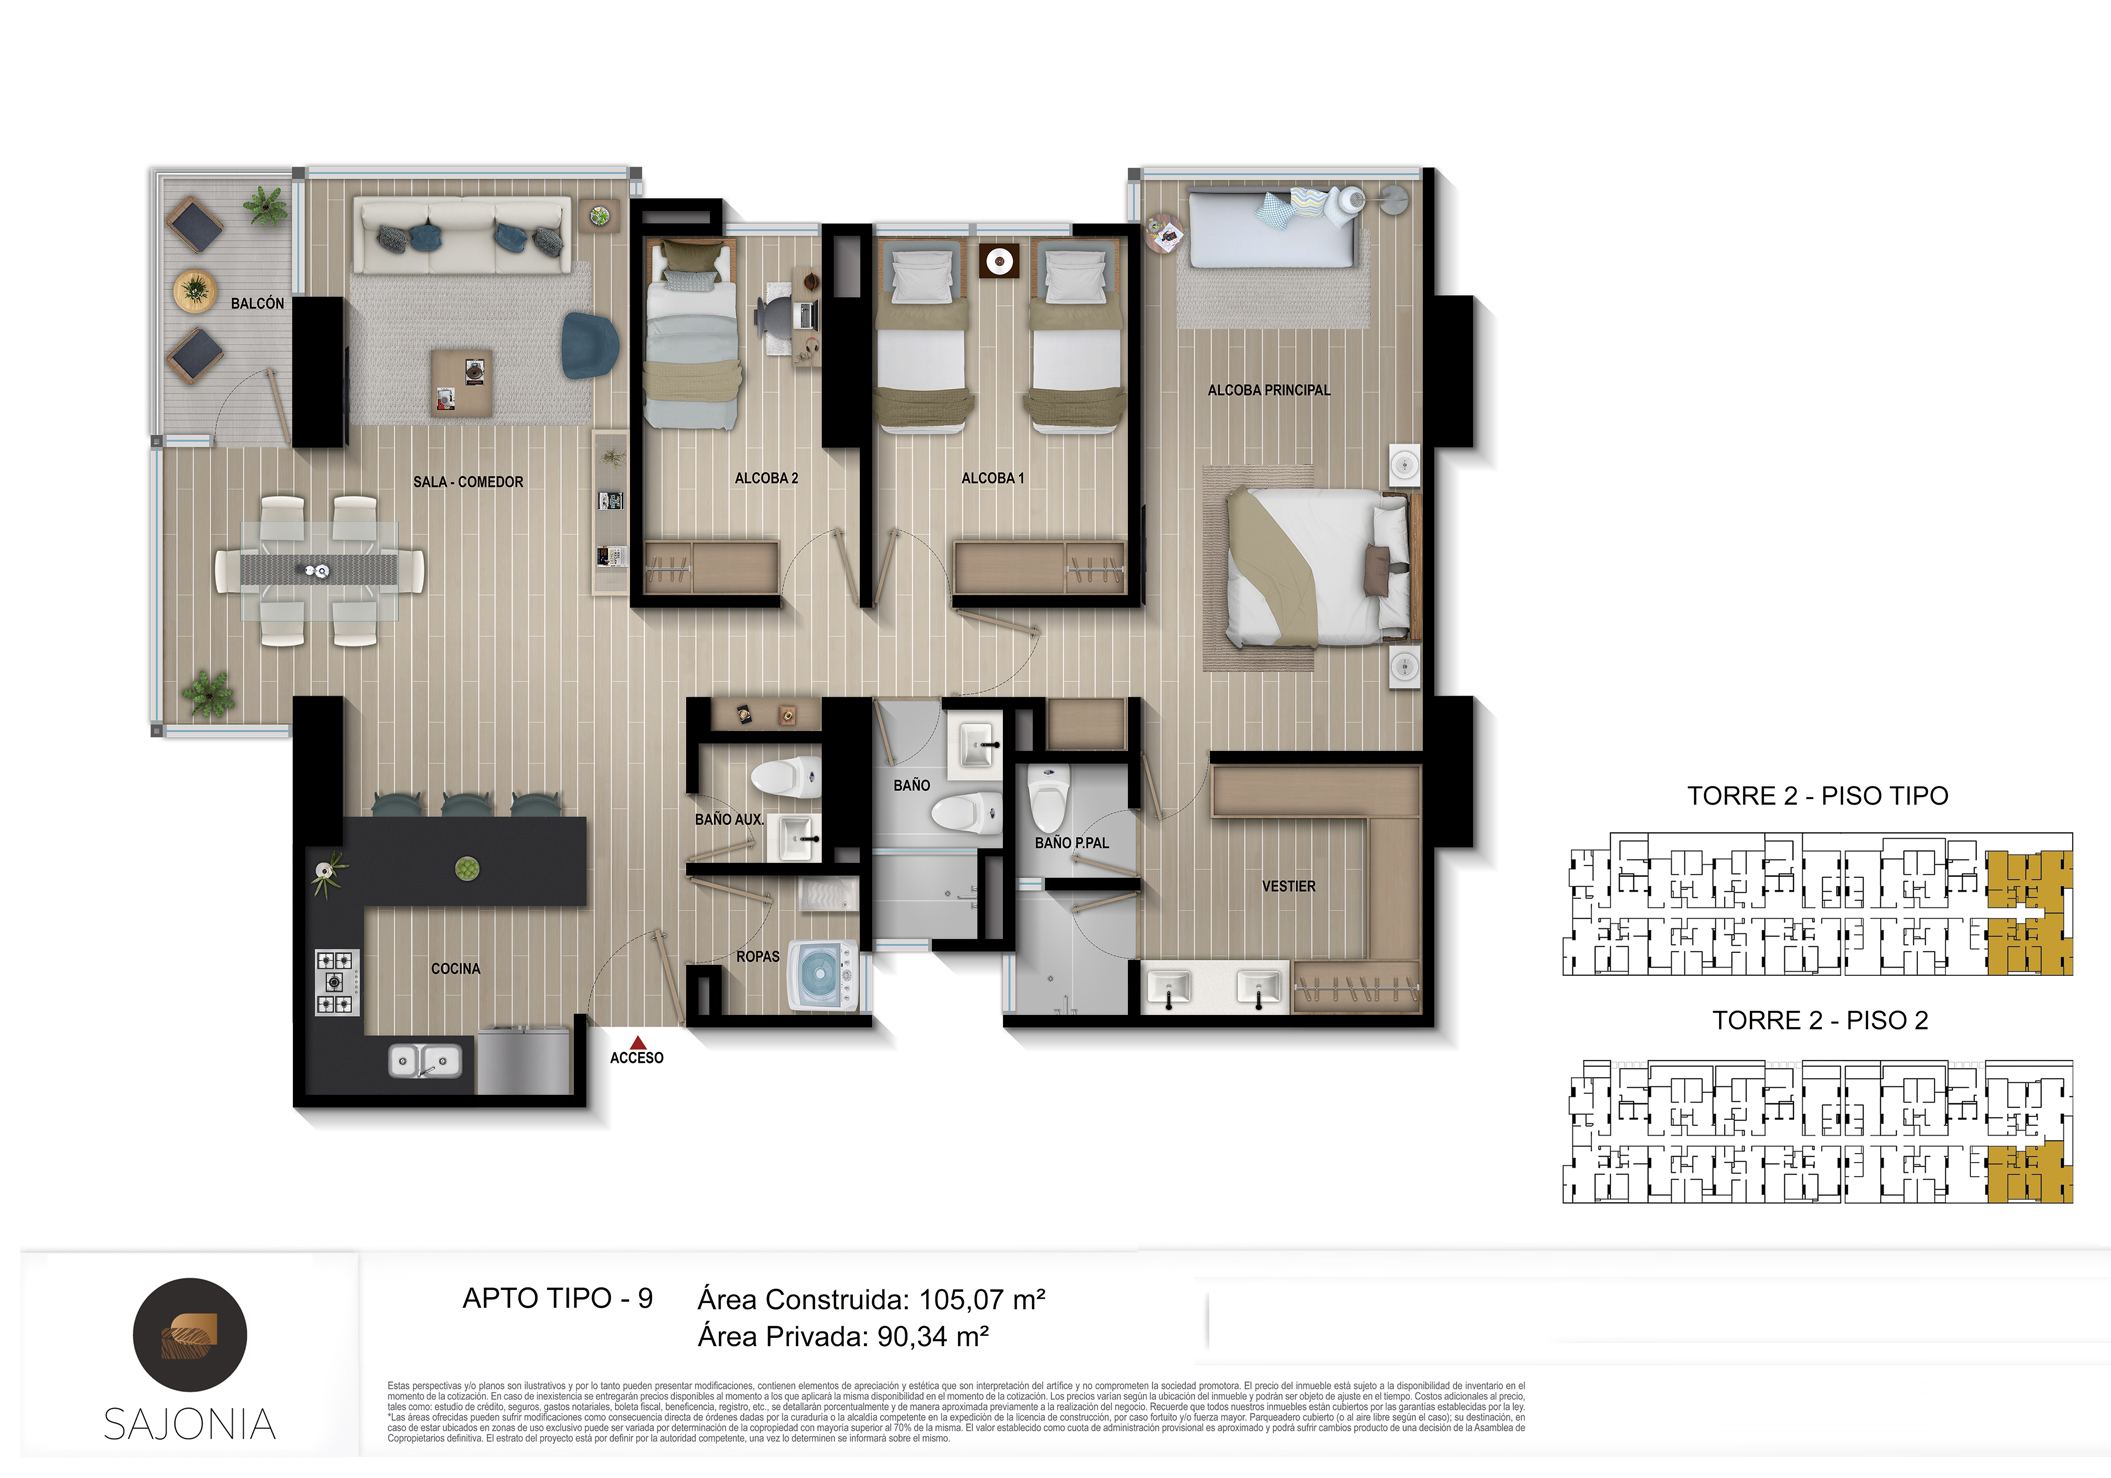 BALCÓN
SALA - COMEDOR
ALCOBA 2
ALCOBA 1
ALCOBA PRINCIPAL
BAÑO AUX.
BAÑO
BAÑO P.PAL
VESTIER
COCINA
ROPAS
ACCESO
TORRE 2 - PISO TIPO
TORRE 2 - PISO 2
SAJONIA
APTO TIPO - 9
Área Construida: 105,07 m²
Área Privada: 90,34 m²
Estas perspectivas y/o planos son ilustrativos y por lo tanto pueden presentar modificaciones, contienen elementos de apreciación y estética que son interpretación del artífice y no comprometen la sociedad promotora. El precio del inmueble está sujeto a la disponibilidad de inventario en el
momento de la cotización. En caso de inexistencia se entregarán precios disponibles al momento a los que aplicará la misma disponibilidad en el momento de la cotización. Los precios varían según la ubicación del inmueble y podrán ser objeto de ajuste en el tiempo. Costos adicionales al precio,
tales como: estudio de crédito, seguros, gastos notariales, boleta fiscal, beneficencia, registro, etc., se detallarán porcentualmente y de manera aproximada previamente a la realización del negocio. Recuerde que todos nuestros inmuebles están cubiertos por las garantías establecidas por la ley.
*Las áreas ofrecidas pueden sufrir modificaciones como consecuencia directa de órdenes dadas por la curaduría o la alcaldía competente en la expedición de la licencia de construcción, por caso fortuito y/o fuerza mayor. Parqueadero cubierto (o al aire libre según el caso); su destinación, en
caso de estar ubicados en zonas de uso exclusivo puede ser variada por determinación de la copropiedad con mayoría superior al 70% de la misma. El valor establecido como cuota de administración provisional es aproximado y podrá sufrir cambios producto de una decisión de la Asamblea de
Copropietarios definitiva. El estrato del proyecto está por definir por la autoridad competente, una vez lo determinen se informará sobre el mismo.